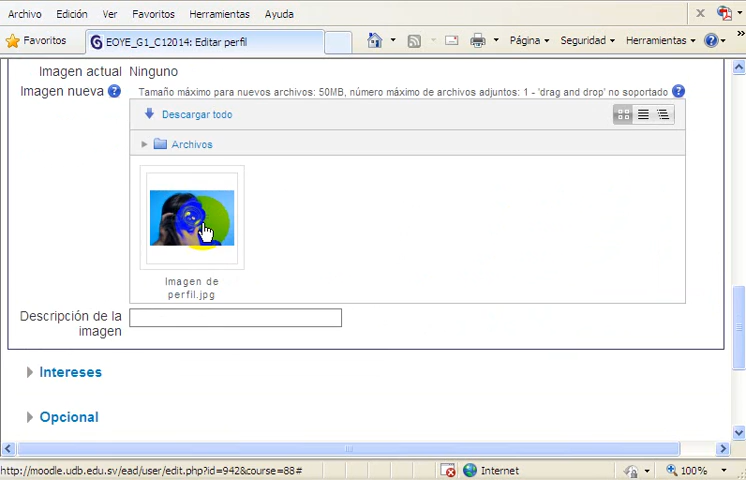 Archivo Edición Ver Favoritos Herramientas Ayuda
Favoritos EOYE_G1_C12014: Editar perfil Página Seguridad Herramientas
Imagen actual Ninguno
Imagen nueva Tamaño máximo para nuevos archivos: 50MB, número máximo de archivos adjuntos: 1 - 'drag and drop' no soportado
Descargar todo
Archivos
Imagen de
perfil.jpg
Descripción de la
imagen
Intereses
Opcional
http://moodle.udb.edu.sv/ead/user/edit.php?id=942&course=88# Internet 100%